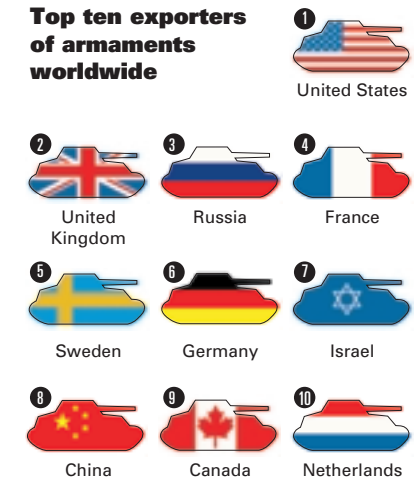 Top ten exporters
of armaments
worldwide
1
United States
2
United
Kingdom
3
Russia
4
France
5
Sweden
6
Germany
7
Israel
8
China
9
Canada
10
Netherlands